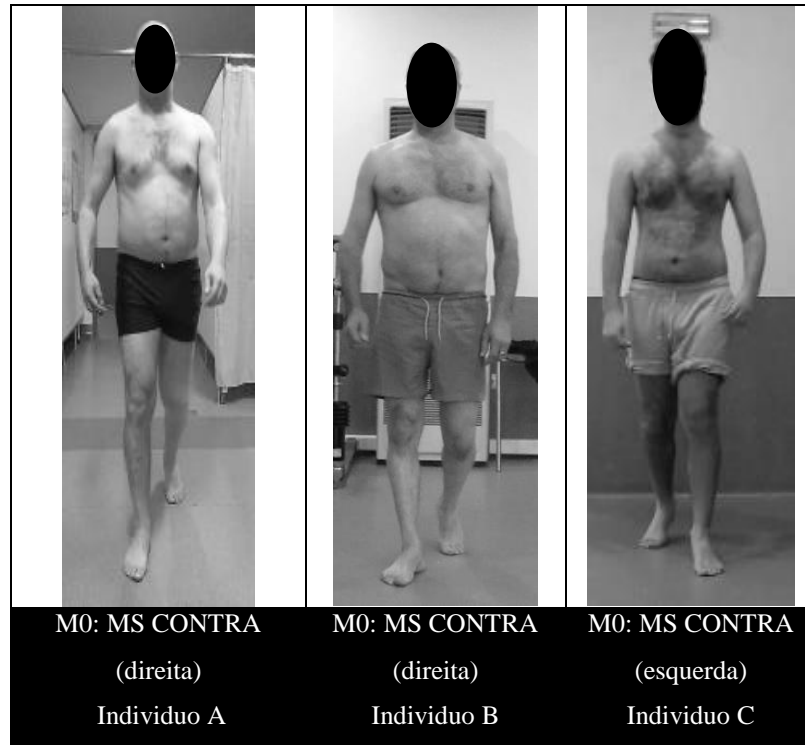 M0: MS CONTRA
(direita)
Individuo A
M0: MS CONTRA
(direita)
Individuo B
M0: MS CONTRA
(esquerda)
Individuo C